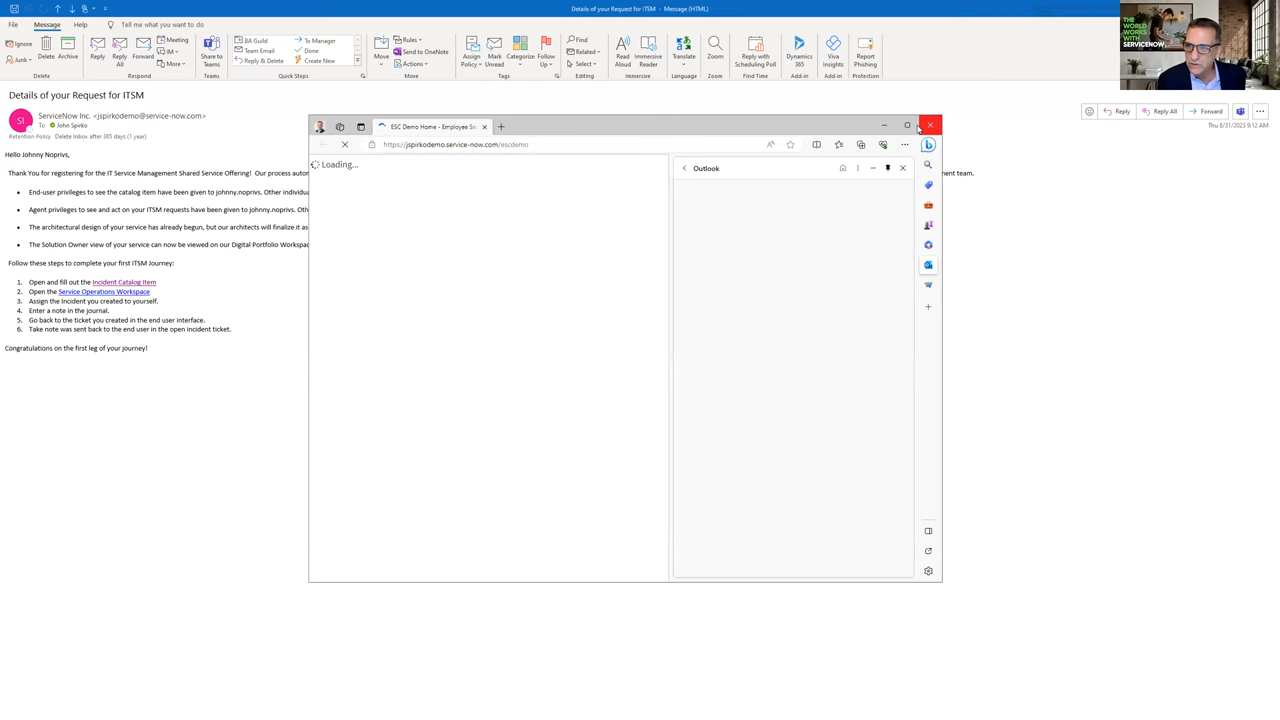 Details of your Request for ITSM - Message (HTML)
File Message Help Tell me what you want to do
Ignore
Junk
Delete
Archive
Reply
Reply All
Forward
Meeting
IM
More
Share to Teams
BA Guild
Team Email
Reply & Delete
To Manager
Done
Create New
Move
Rules
Send to OneNote
Actions
Assign Policy
Mark Unread
Categorize
Follow Up
Find
Related
Select
Read Aloud
Immersive Reader
Translate
Zoom
Reply with Scheduling Poll
Dynamics 365
Viva Insights
Report Phishing
Delete Respond Teams Quick Steps Move Tags Editing Immersive Language Zoom Find Time Add-in Add-in Protection
THE WORLD WORKS WITH SERVICENOW
Details of your Request for ITSM
SI
ServiceNow Inc. <jspirkodemo@service-now.com>
To John Spirko
Retention Policy Delete Inbox after 365 days (1 year)
Reply Reply All Forward
Thu 8/31/2023 9:12 AM
Hello Johnny Noprivs,
Thank You for registering for the IT Service Management Shared Service Offering! Our process autom
ment team.
• End-user privileges to see the catalog item have been given to johnny.noprivs. Other individua
• Agent privileges to see and act on your ITSM requests have been given to johnny.noprivs. Oth
• The architectural design of your service has already begun, but our architects will finalize it as
• The Solution Owner view of your service can now be viewed on our Digital Portfolio Workspac
Follow these steps to complete your first ITSM Journey:
1. Open and fill out the Incident Catalog Item
2. Open the Service Operations Workspace
3. Assign the Incident you created to yourself.
4. Enter a note in the journal.
5. Go back to the ticket you created in the end user interface.
6. Take note was sent back to the end user in the open incident ticket.
Congratulations on the first leg of your journey!
ESC Demo Home - Employee Se
https://jspirkodemo.service-now.com/escdemo
Loading...
Outlook